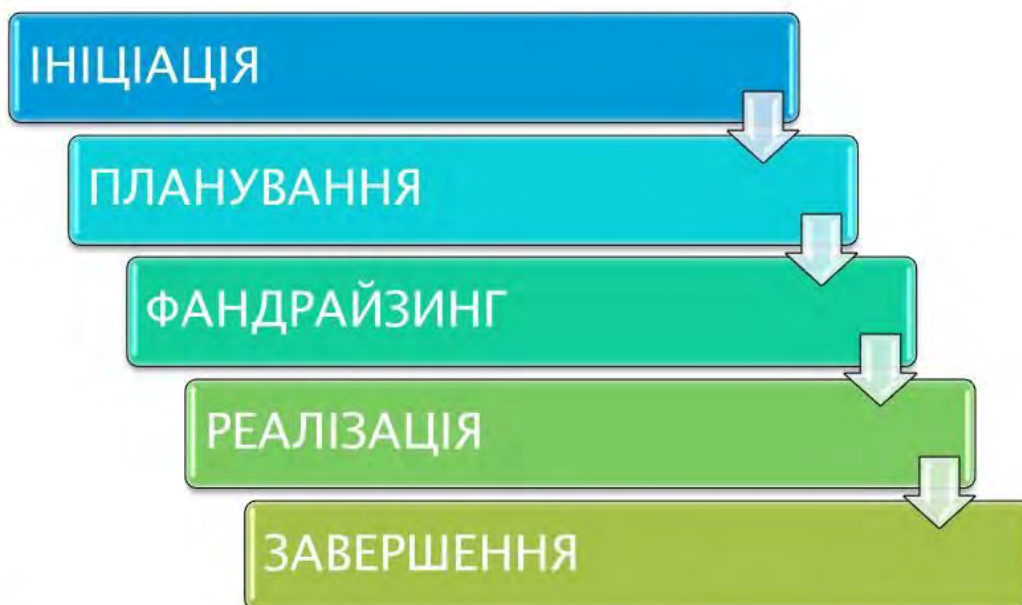 ІНІЦІАЦІЯ
ПЛАНУВАННЯ
ФАНДРАЙЗИНГ
РЕАЛІЗАЦІЯ
ЗАВЕРШЕННЯ